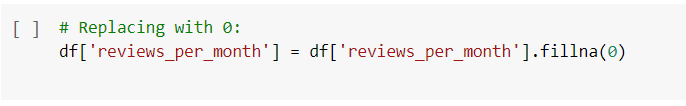 [ ] # Replacing with 0:
df['reviews_per_month'] = df['reviews_per_month'].fillna(0)